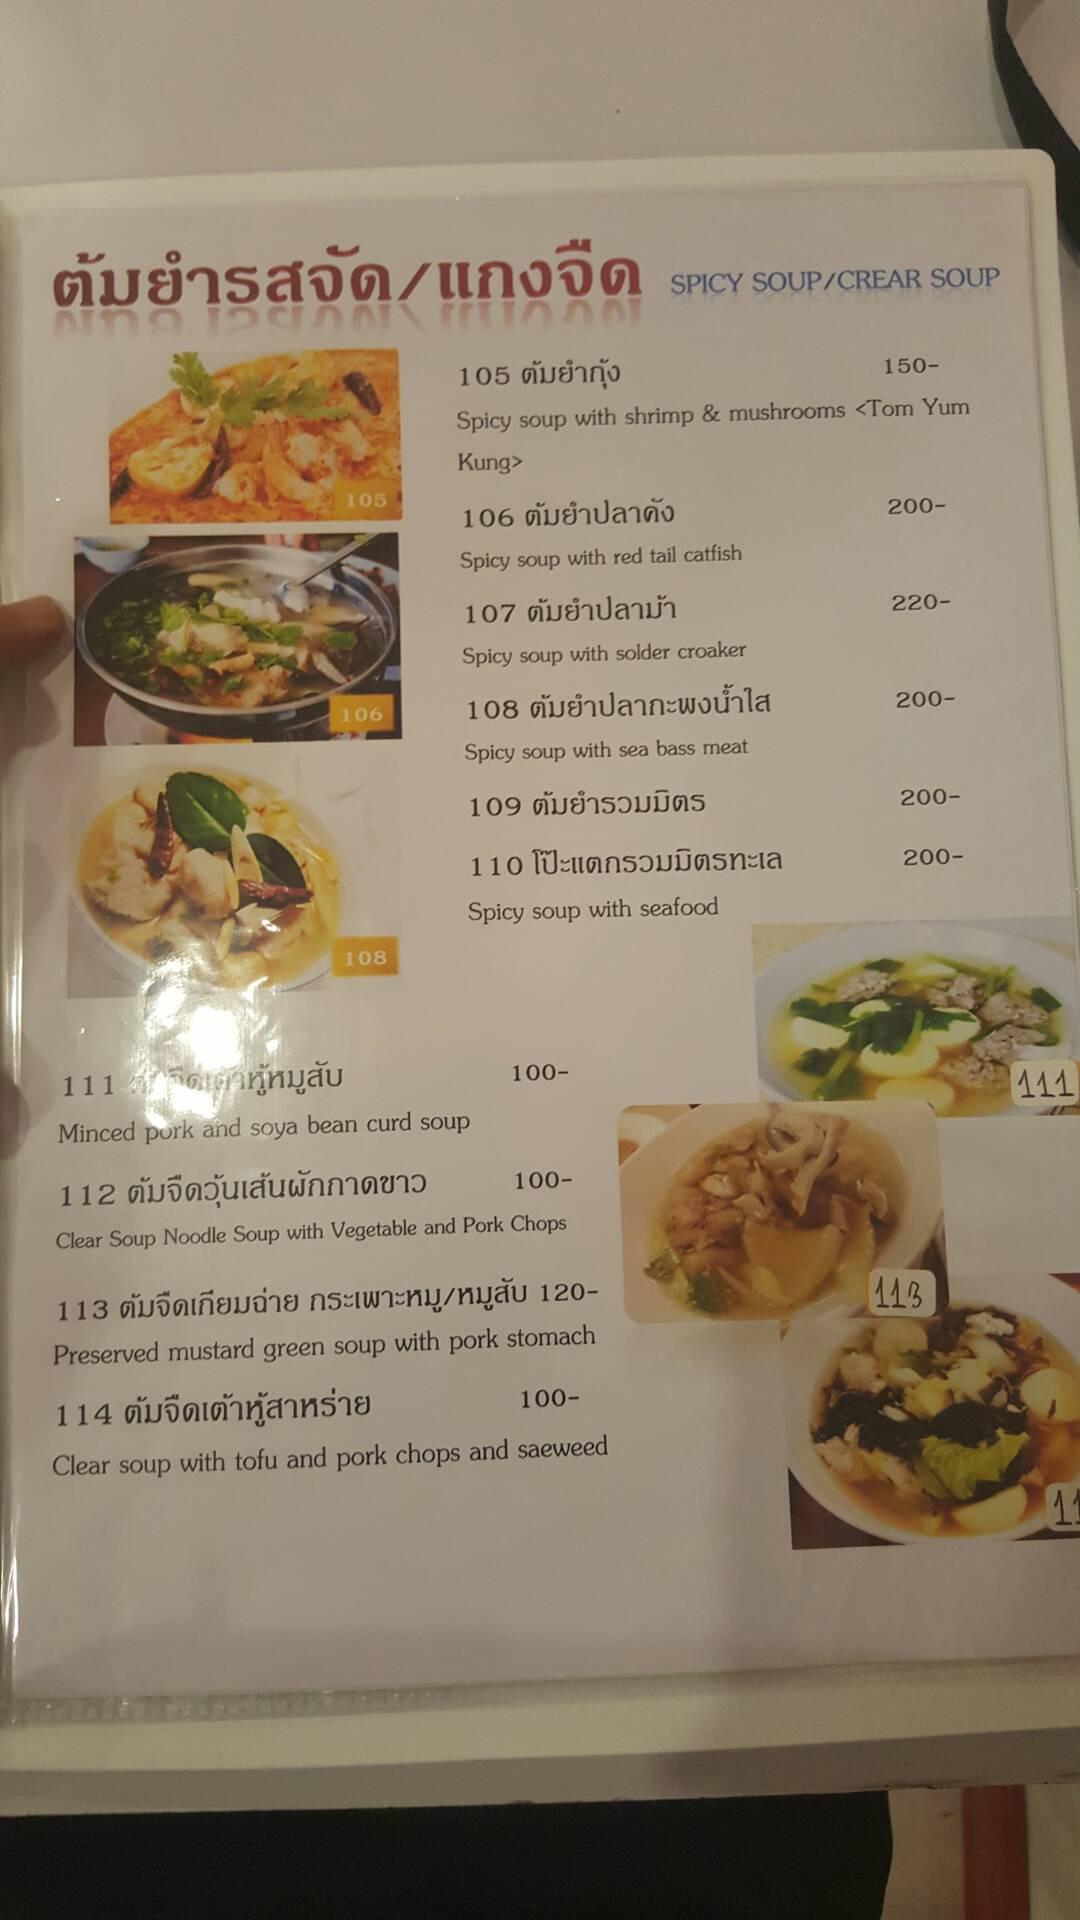 ต้มยำรสจัด/แกงจืด SPICY SOUP/CREAR SOUP
105 ต้มยำกุ้ง 150-
Spicy soup with shrimp & mushrooms <Tom Yum
Kung>
105
106 ต้มยำปลาคัง 200-
Spicy soup with red tail catfish
107 ต้มยำปลาม้า 220-
Spicy soup with solder croaker
106
108 ต้มยำปลากะพงน้ำใส 200-
Spicy soup with sea bass meat
109 ต้มยำรวมมิตร 200-
110 โป๊ะแตกรวมมิตรทะเล 200-
Spicy soup with seafood
108
111 ต้มจืดเต้าหู้หมูสับ 100-
Minced pork and soya bean curd soup
111
112 ต้มจืดวุ้นเส้นผักกาดขาว 100-
Clear Soup Noodle Soup with Vegetable and Pork Chops
113 ต้มจืดเกียมฉ่าย กระเพาะหมู/หมูสับ 120-
Preserved mustard green soup with pork stomach
113
114 ต้มจืดเต้าหู้สาหร่าย 100-
Clear soup with tofu and pork chops and saeweed
11